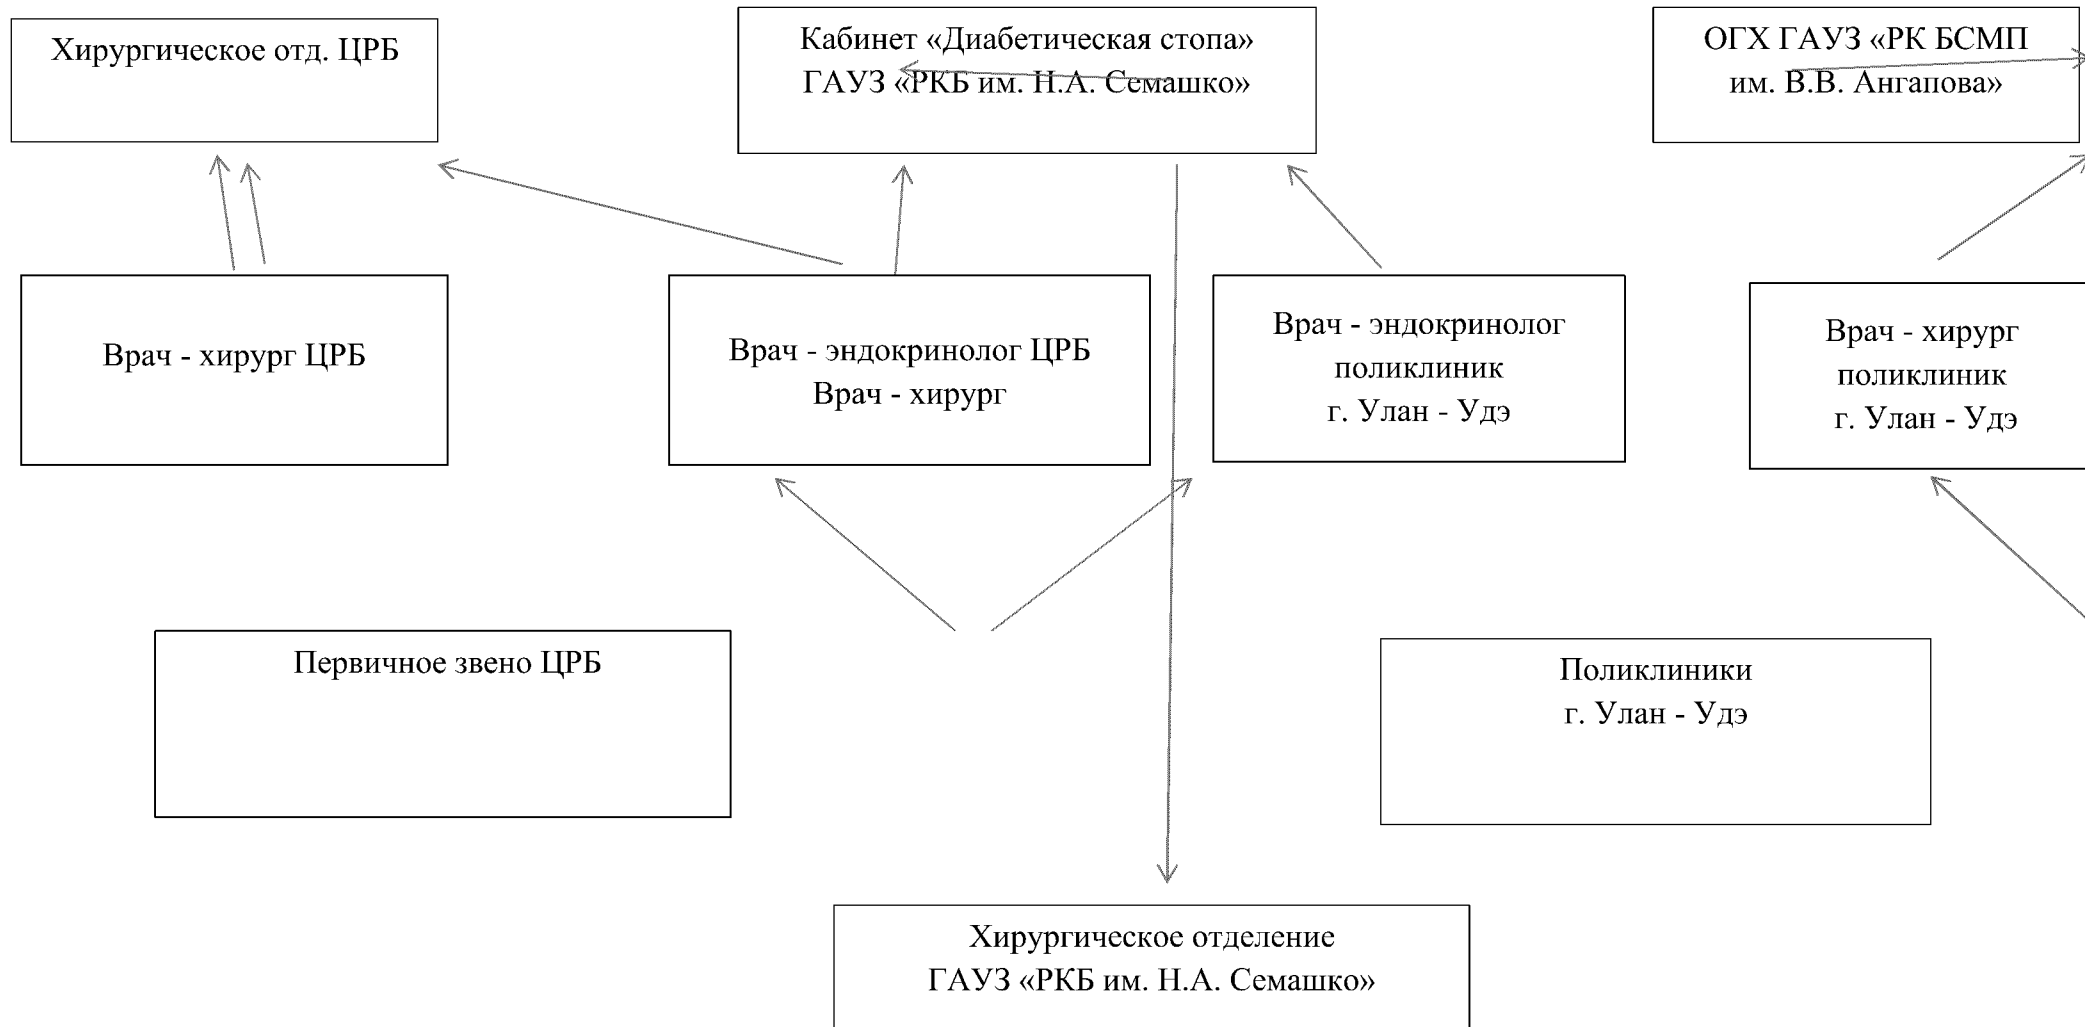 Хирургическое отд. ЦРБ
Кабинет «Диабетическая стопа»
ГАУЗ «РКБ им. Н.А. Семашко»
ОГХ ГАУЗ «РК БСМП
им. В.В. Ангапова»
Врач - хирург ЦРБ
Врач - эндокринолог ЦРБ
Врач - хирург
Врач - эндокринолог
поликлиник
г. Улан - Удэ
Врач - хирург
поликлиник
г. Улан - Удэ
Первичное звено ЦРБ
Поликлиники
г. Улан - Удэ
Хирургическое отделение
ГАУЗ «РКБ им. Н.А. Семашко»